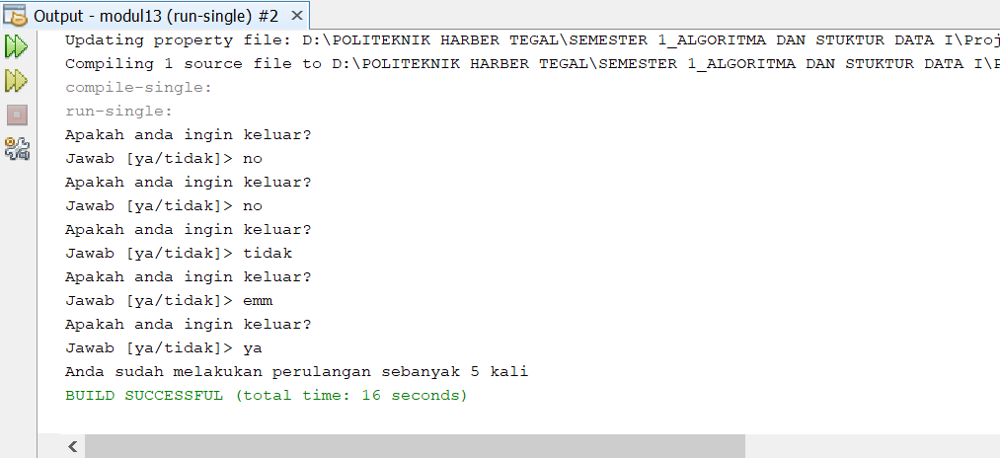 Output - modul13 (run-single) #2
Updating property file: D:\POLITEKNIK HARBER TEGAL\SEMESTER 1_ALGORITMA DAN STUKTUR DATA I\Proj
Compiling 1 source file to D:\POLITEKNIK HARBER TEGAL\SEMESTER 1_ALGORITMA DAN STUKTUR DATA I\P
compile-single:
run-single:
Apakah anda ingin keluar?
Jawab [ya/tidak]> no
Apakah anda ingin keluar?
Jawab [ya/tidak]> no
Apakah anda ingin keluar?
Jawab [ya/tidak]> tidak
Apakah anda ingin keluar?
Jawab [ya/tidak]> emm
Apakah anda ingin keluar?
Jawab [ya/tidak]> ya
Anda sudah melakukan perulangan sebanyak 5 kali
BUILD SUCCESSFUL (total time: 16 seconds)